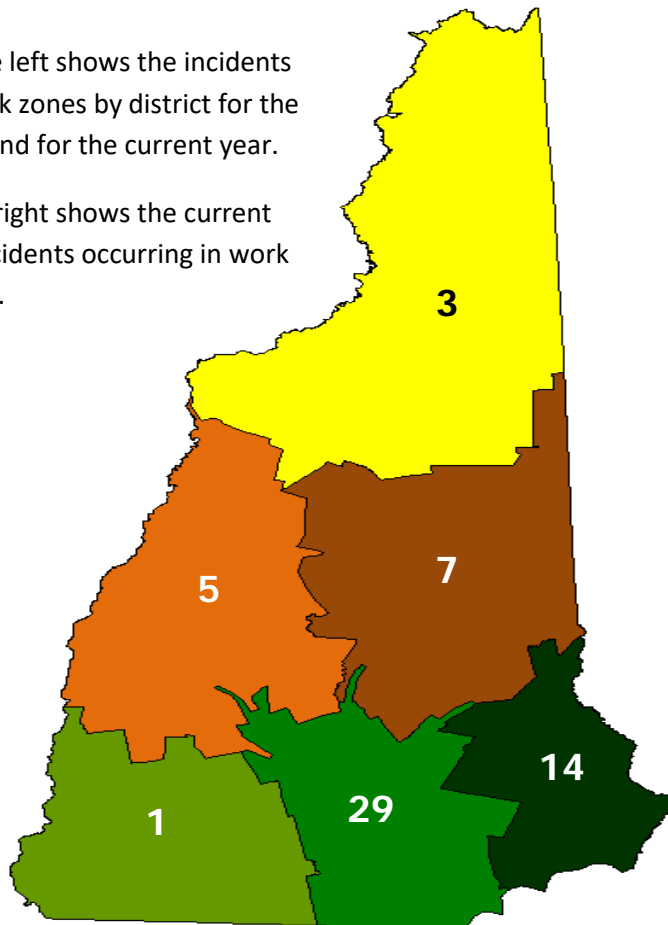 e left shows the incidents
k zones by district for the
nd for the current year.
right shows the current
cidents occurring in work
.
3
7
5
14
29
1